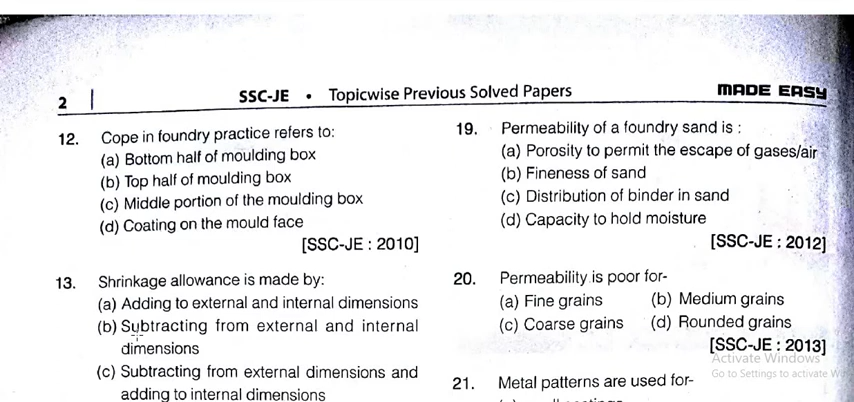 2
SSC-JE • Topicwise Previous Solved Papers
MADE EASY
12. Cope in foundry practice refers to:
(a) Bottom half of moulding box
(b) Top half of moulding box
(c) Middle portion of the moulding box
(d) Coating on the mould face
[SSC-JE : 2010]
13. Shrinkage allowance is made by:
(a) Adding to external and internal dimensions
(b) Subtracting from external and internal
dimensions
(c) Subtracting from external dimensions and
adding to internal dimensions
19. Permeability of a foundry sand is :
(a) Porosity to permit the escape of gases/air
(b) Fineness of sand
(c) Distribution of binder in sand
(d) Capacity to hold moisture
[SSC-JE : 2012]
20. Permeability is poor for-
(a) Fine grains (b) Medium grains
(c) Coarse grains (d) Rounded grains
[SSC-JE : 2013]
21. Metal patterns are used for-
Activate Windows
Go to Settings to activate